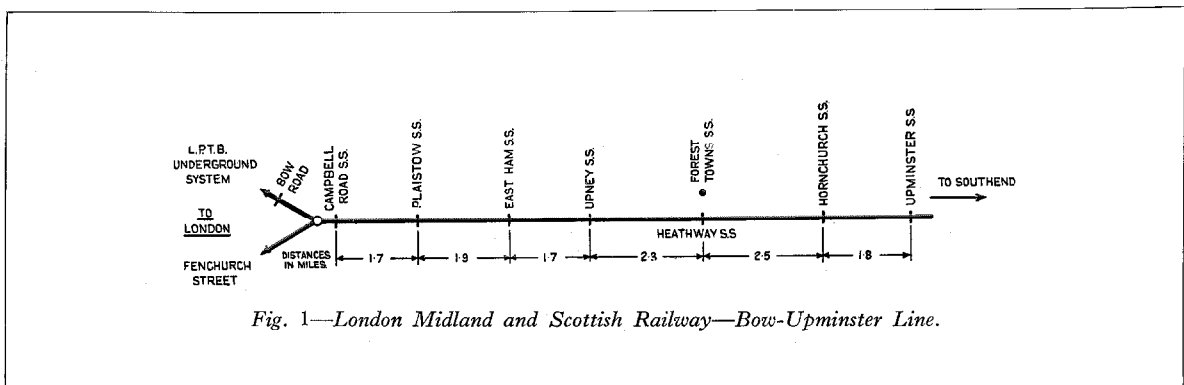 L.P.T.B.
UNDERGROUND
SYSTEM
BOW
ROAD
TO
LONDON
FENCHURCH
STREET
CAMPBELL
ROAD S.S.
PLAISTOW S.S.
EAST HAM S.S.
UPNEY S.S.
FOREST
TOWNS S.S.
HEATHWAY S.S
HORNCHURCH S.S.
UPMINSTER S.S
TO SOUTHEND
DISTANCES
IN MILES.
1·7
1·9
1·7
2·3
2·5
1·8
Fig. 1—London Midland and Scottish Railway—Bow-Upminster Line.